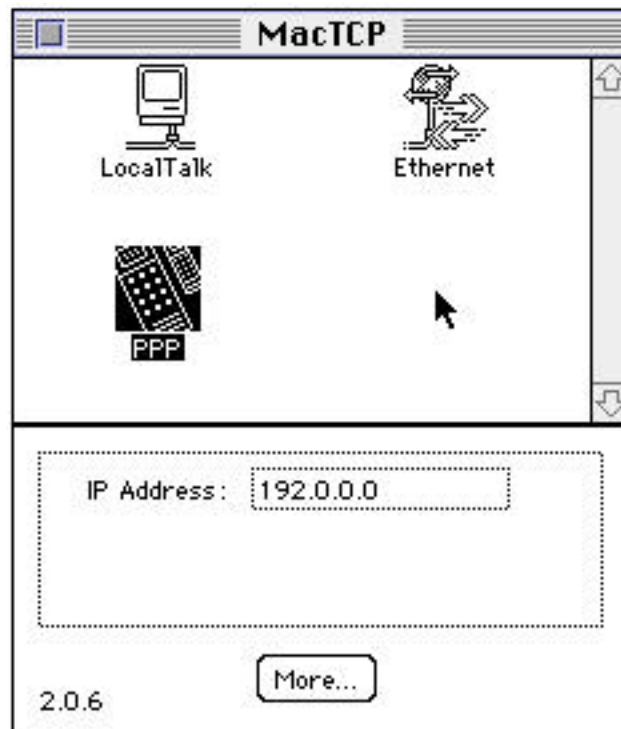 MacTCP
LocalTalk
Ethernet
PPP
IP Address: 192.0.0.0
More...
2.0.6